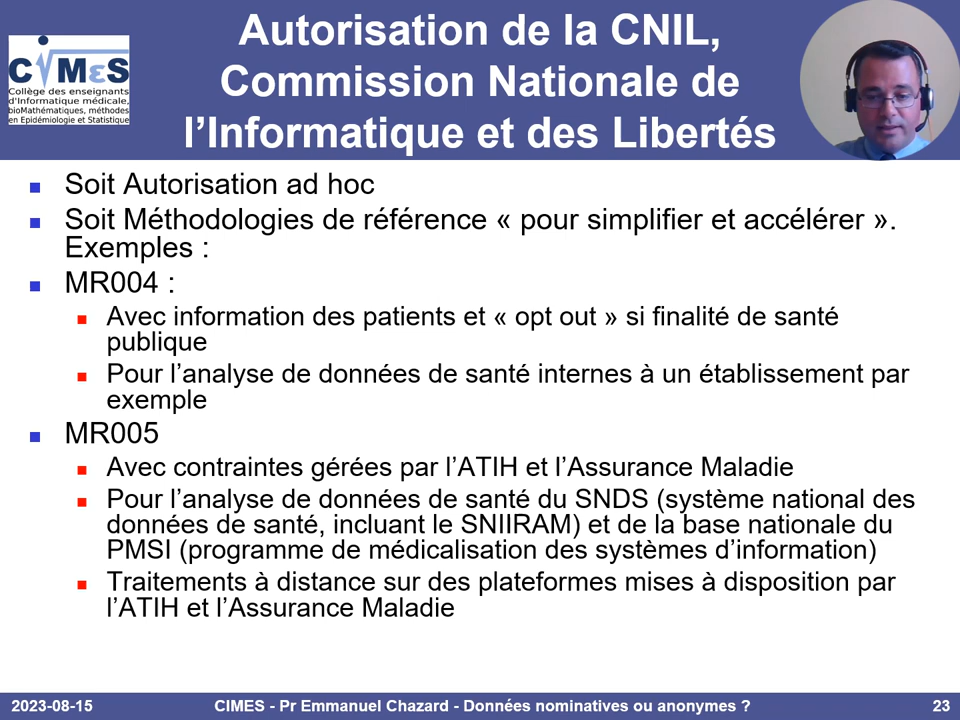 Autorisation de la CNIL,
Commission Nationale de
l’Informatique et des Libertés
CiMεS
Collège des enseignants
d'Informatique médicale,
bioMathématiques, méthodes
en Epidémiologie et Statistique
Soit Autorisation ad hoc
Soit Méthodologies de référence « pour simplifier et accélérer ».
Exemples :
MR004 :
Avec information des patients et « opt out » si finalité de santé
publique
Pour l’analyse de données de santé internes à un établissement par
exemple
MR005
Avec contraintes gérées par l’ATIH et l’Assurance Maladie
Pour l’analyse de données de santé du SNDS (système national des
données de santé, incluant le SNIIRAM) et de la base nationale du
PMSI (programme de médicalisation des systèmes d’information)
Traitements à distance sur des plateformes mises à disposition par
l’ATIH et l’Assurance Maladie
2023-08-15
CIMES - Pr Emmanuel Chazard - Données nominatives ou anonymes ?
23